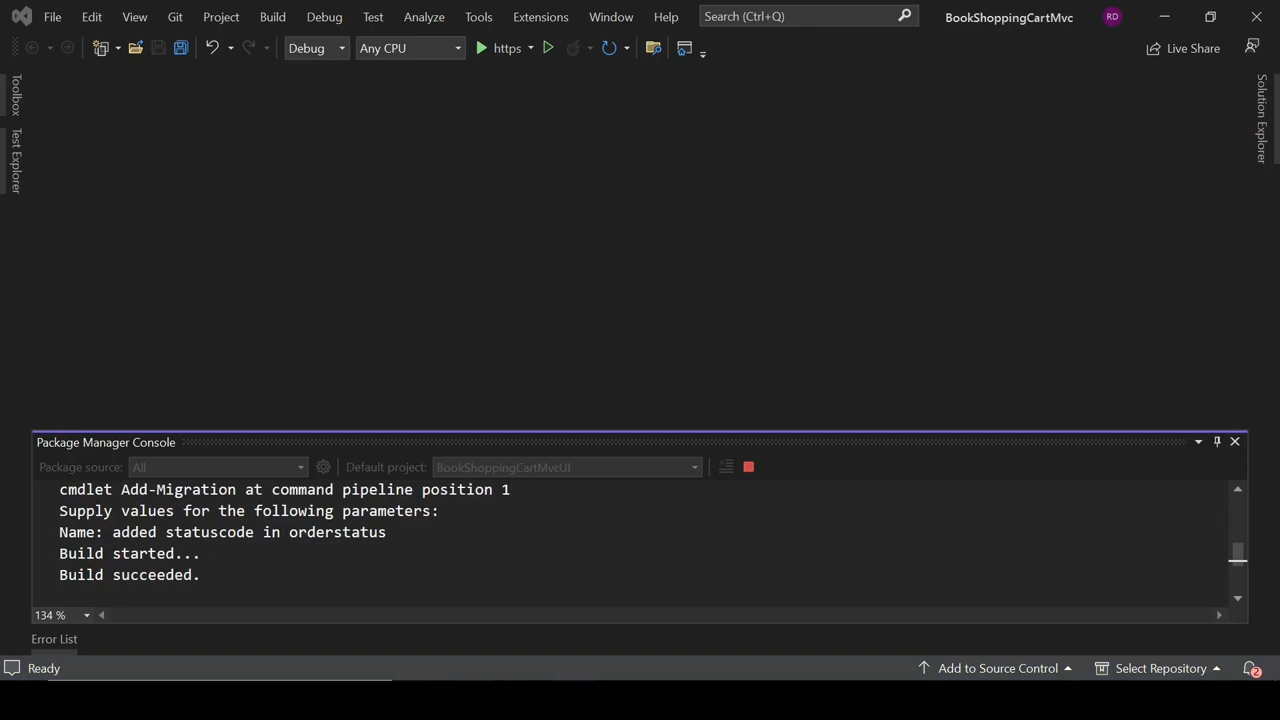 File Edit View Git Project Build Debug Test Analyze Tools Extensions Window Help Search (Ctrl+Q) BookShoppingCartMvc RD
Debug Any CPU https Live Share
Toolbox
Test Explorer
Solution Explorer
Package Manager Console
Package source: All Default project: BookShoppingCartMvcUI
cmdlet Add-Migration at command pipeline position 1
Supply values for the following parameters:
Name: added statuscode in orderstatus
Build started...
Build succeeded.
134 %
Error List
Ready Add to Source Control Select Repository 2